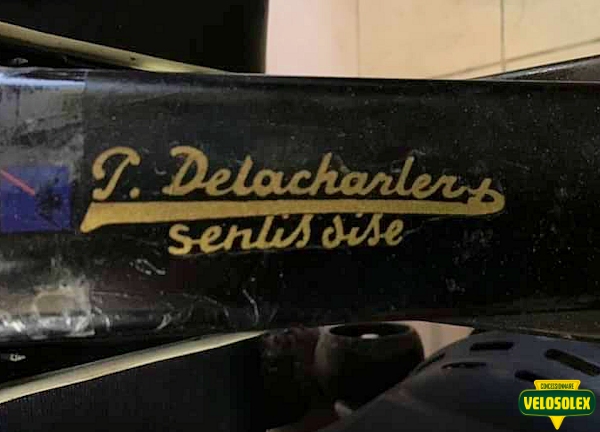 P. Delacharlery
senlis oise
CONCESSIONNAIRE
VELOSOLEX